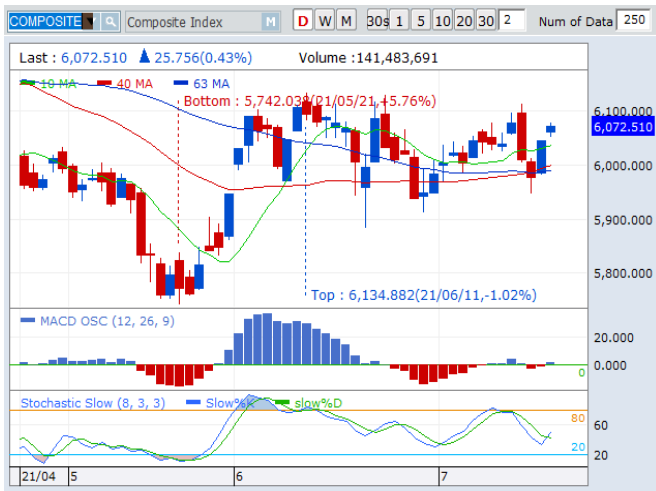 COMPOSITE Composite Index M D W M 30s 1 5 10 20 30 2 Num of Data 250
Last : 6,072.510 ▲ 25.756(0.43%) Volume :141,483,691
10 MA 40 MA 63 MA
Bottom : 5,742.038(21/05/21,+5.76%)
6,100.000
6,072.510
6,000.000
5,900.000
5,800.000
Top : 6,134.882(21/06/11,-1.02%)
MACD OSC (12, 26, 9)
20.000
0.000
0
Stochastic Slow (8, 3, 3) Slow%K slow%D
80
60
20
20
21/04 5 6 7